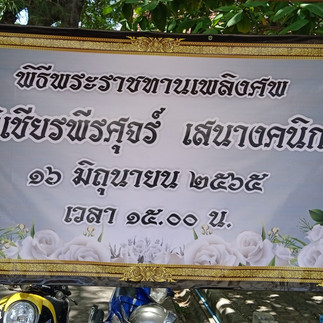 พิธีพระราชทานเพลิงศพ
เชียรพีรศุจร์ เสนางคนิก
๑๖ มิถุนายน ๒๕๖๕
เวลา ๑๕.๐๐ น.